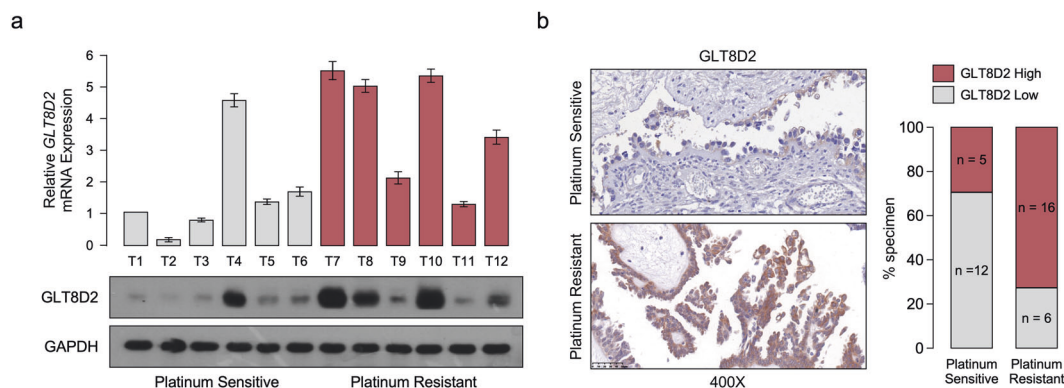 a
Relative GLT8D2
mRNA Expression
6
5
4
3
2
1
0
T1 T2 T3 T4 T5 T6 T7 T8 T9 T10 T11 T12
GLT8D2
GAPDH
Platinum Sensitive Platinum Resistant
b
GLT8D2
Platinum Sensitive
Platinum Resistant
400X
GLT8D2 High
GLT8D2 Low
% specimen
100
80
60
40
20
0
n = 5
n =12
n = 16
n = 6
Platinum
Sensitive
Platinum
Resistant